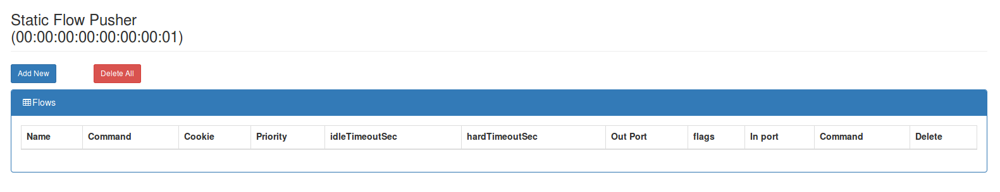 Static Flow Pusher
(00:00:00:00:00:00:00:01)
Add New Delete All
Flows
Name Command Cookie Priority idleTimeoutSec hardTimeoutSec Out Port flags In port Command Delete